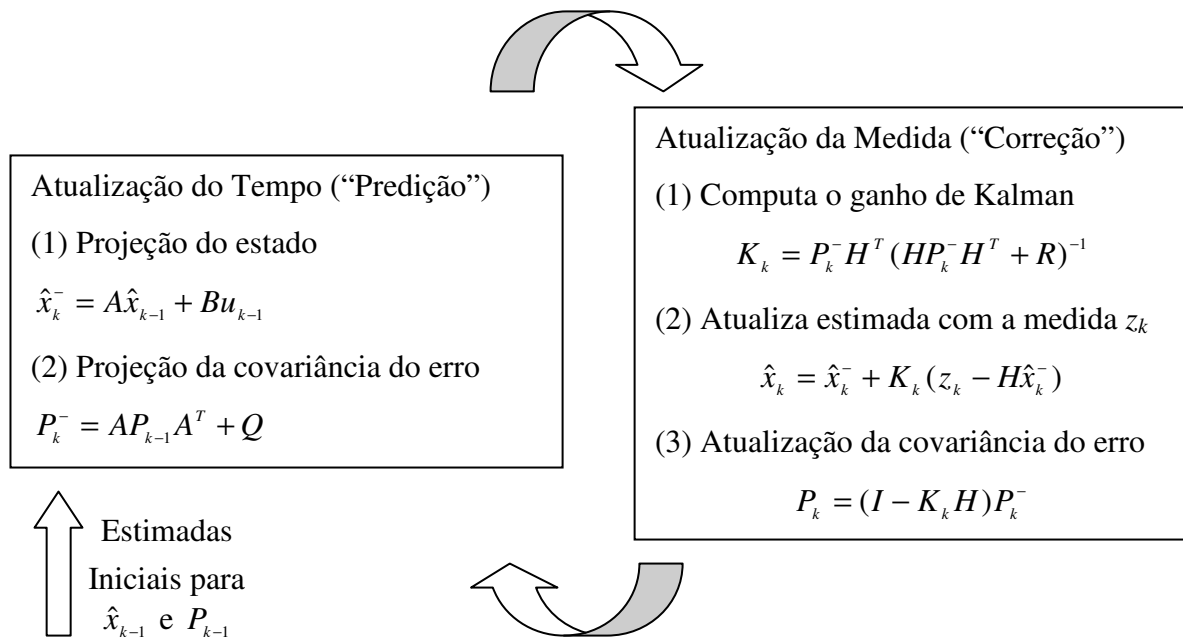 Atualização do Tempo (“Predição”)
(1) Projeção do estado
x̂ₖ⁻ = Ax̂ₖ₋₁ + Buₖ₋₁
(2) Projeção da covariância do erro
Pₖ⁻ = APₖ₋₁Aᵀ + Q
Estimadas
Iniciais para
x̂ₖ₋₁ e Pₖ₋₁
Atualização da Medida (“Correção”)
(1) Computa o ganho de Kalman
Kₖ = Pₖ⁻Hᵀ(HPₖ⁻Hᵀ + R)⁻¹
(2) Atualiza estimada com a medida zₖ
x̂ₖ = x̂ₖ⁻ + Kₖ(zₖ − Hx̂ₖ⁻)
(3) Atualização da covariância do erro
Pₖ = (I − KₖH)Pₖ⁻